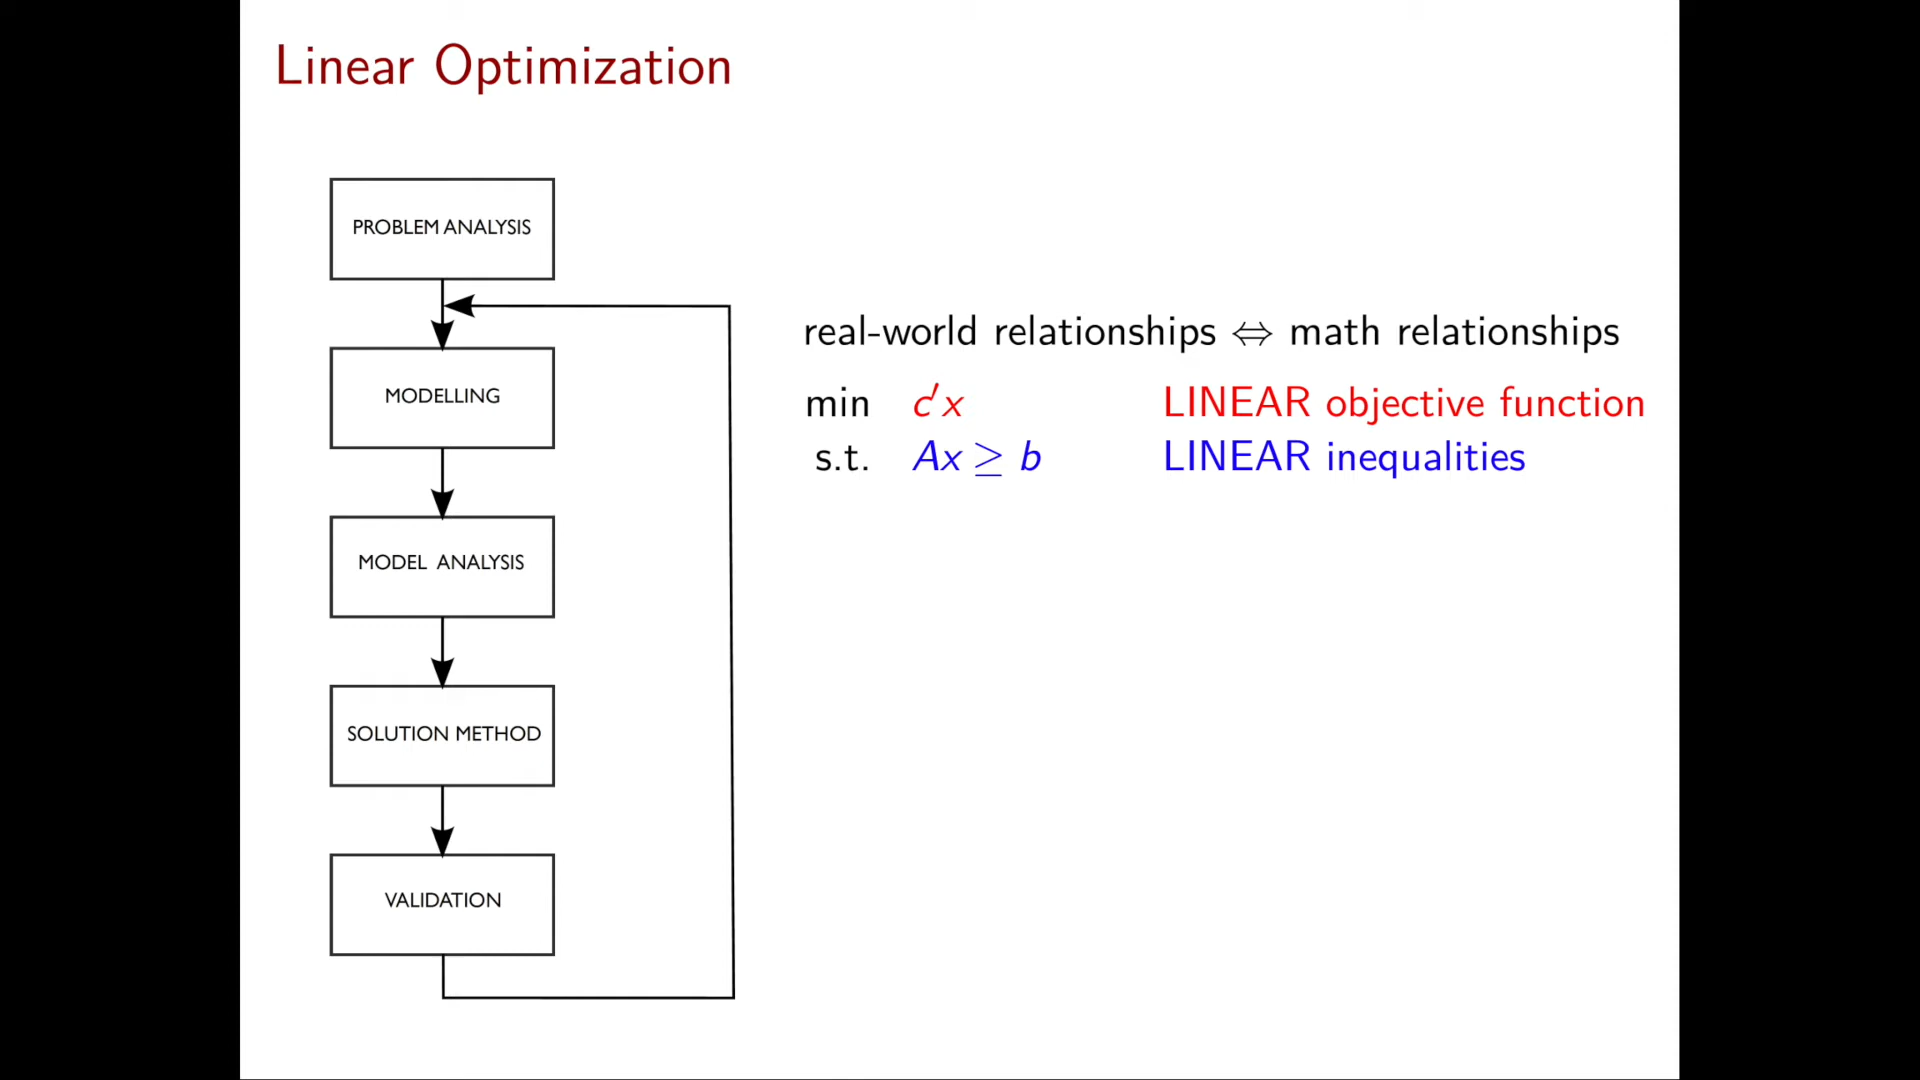 Linear Optimization
PROBLEM ANALYSIS
MODELLING
MODEL ANALYSIS
SOLUTION METHOD
VALIDATION
real-world relationships ⇔ math relationships
min c′x LINEAR objective function
s.t. Ax ≥ b LINEAR inequalities